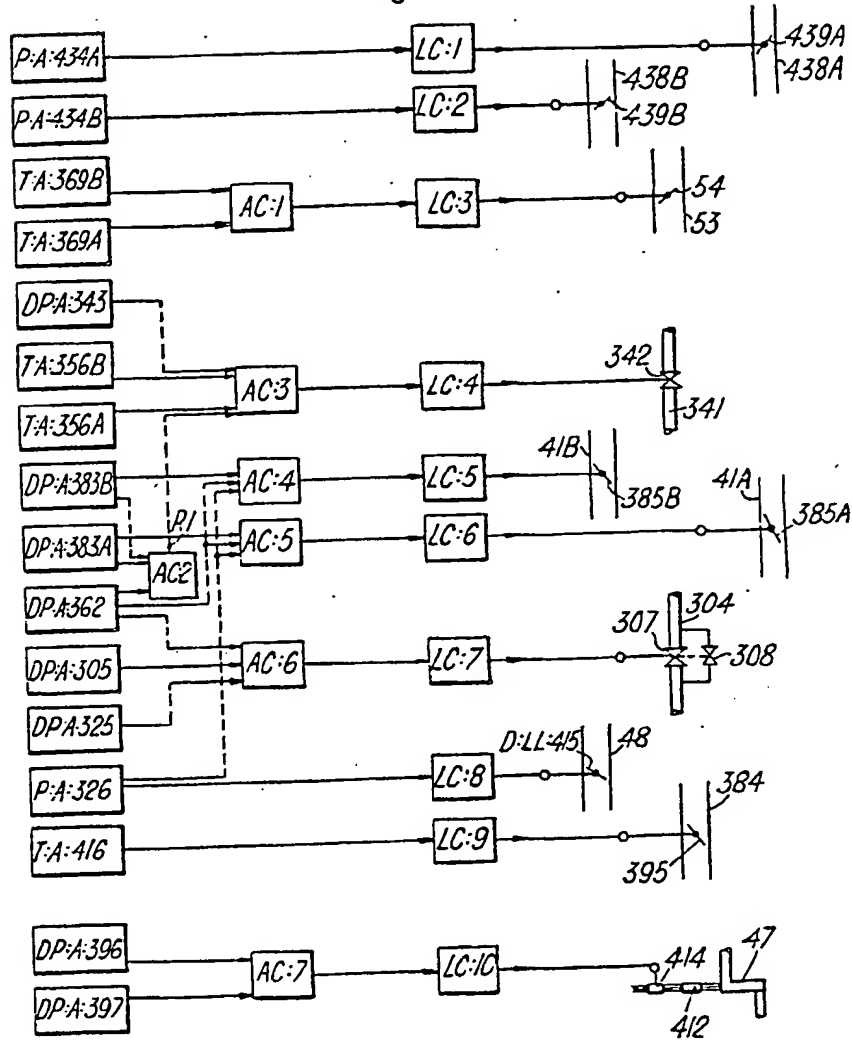 P:A:434A LC:1 439A
438A
P:A:434B LC:2 438B
439B
T:A:369B
AC:1 LC:3 54
53
T:A:369A
DP:A:343
T:A:356B AC:3 LC:4 342
341
T:A:356A
DP:A:383B AC:4 LC:5 41B
385B
41A
385A
P.1
DP:A:383A AC:5 LC:6
AC2
DP:A:362
304
307
308
DP:A:305 AC:6 LC:7
DP:A:325
D:LL:415 48
P:A:326 LC:8
384
T:A:416 LC:9
395
DP:A:396
AC:7 LC:10 414 47
412
DP:A:397